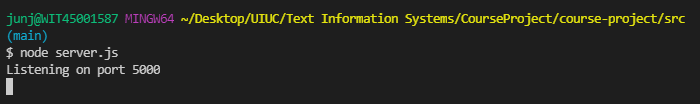 junj@WIT45001587 MINGW64 ~/Desktop/UIUC/Text Information Systems/CourseProject/course-project/src
(main)
$ node server.js
Listening on port 5000